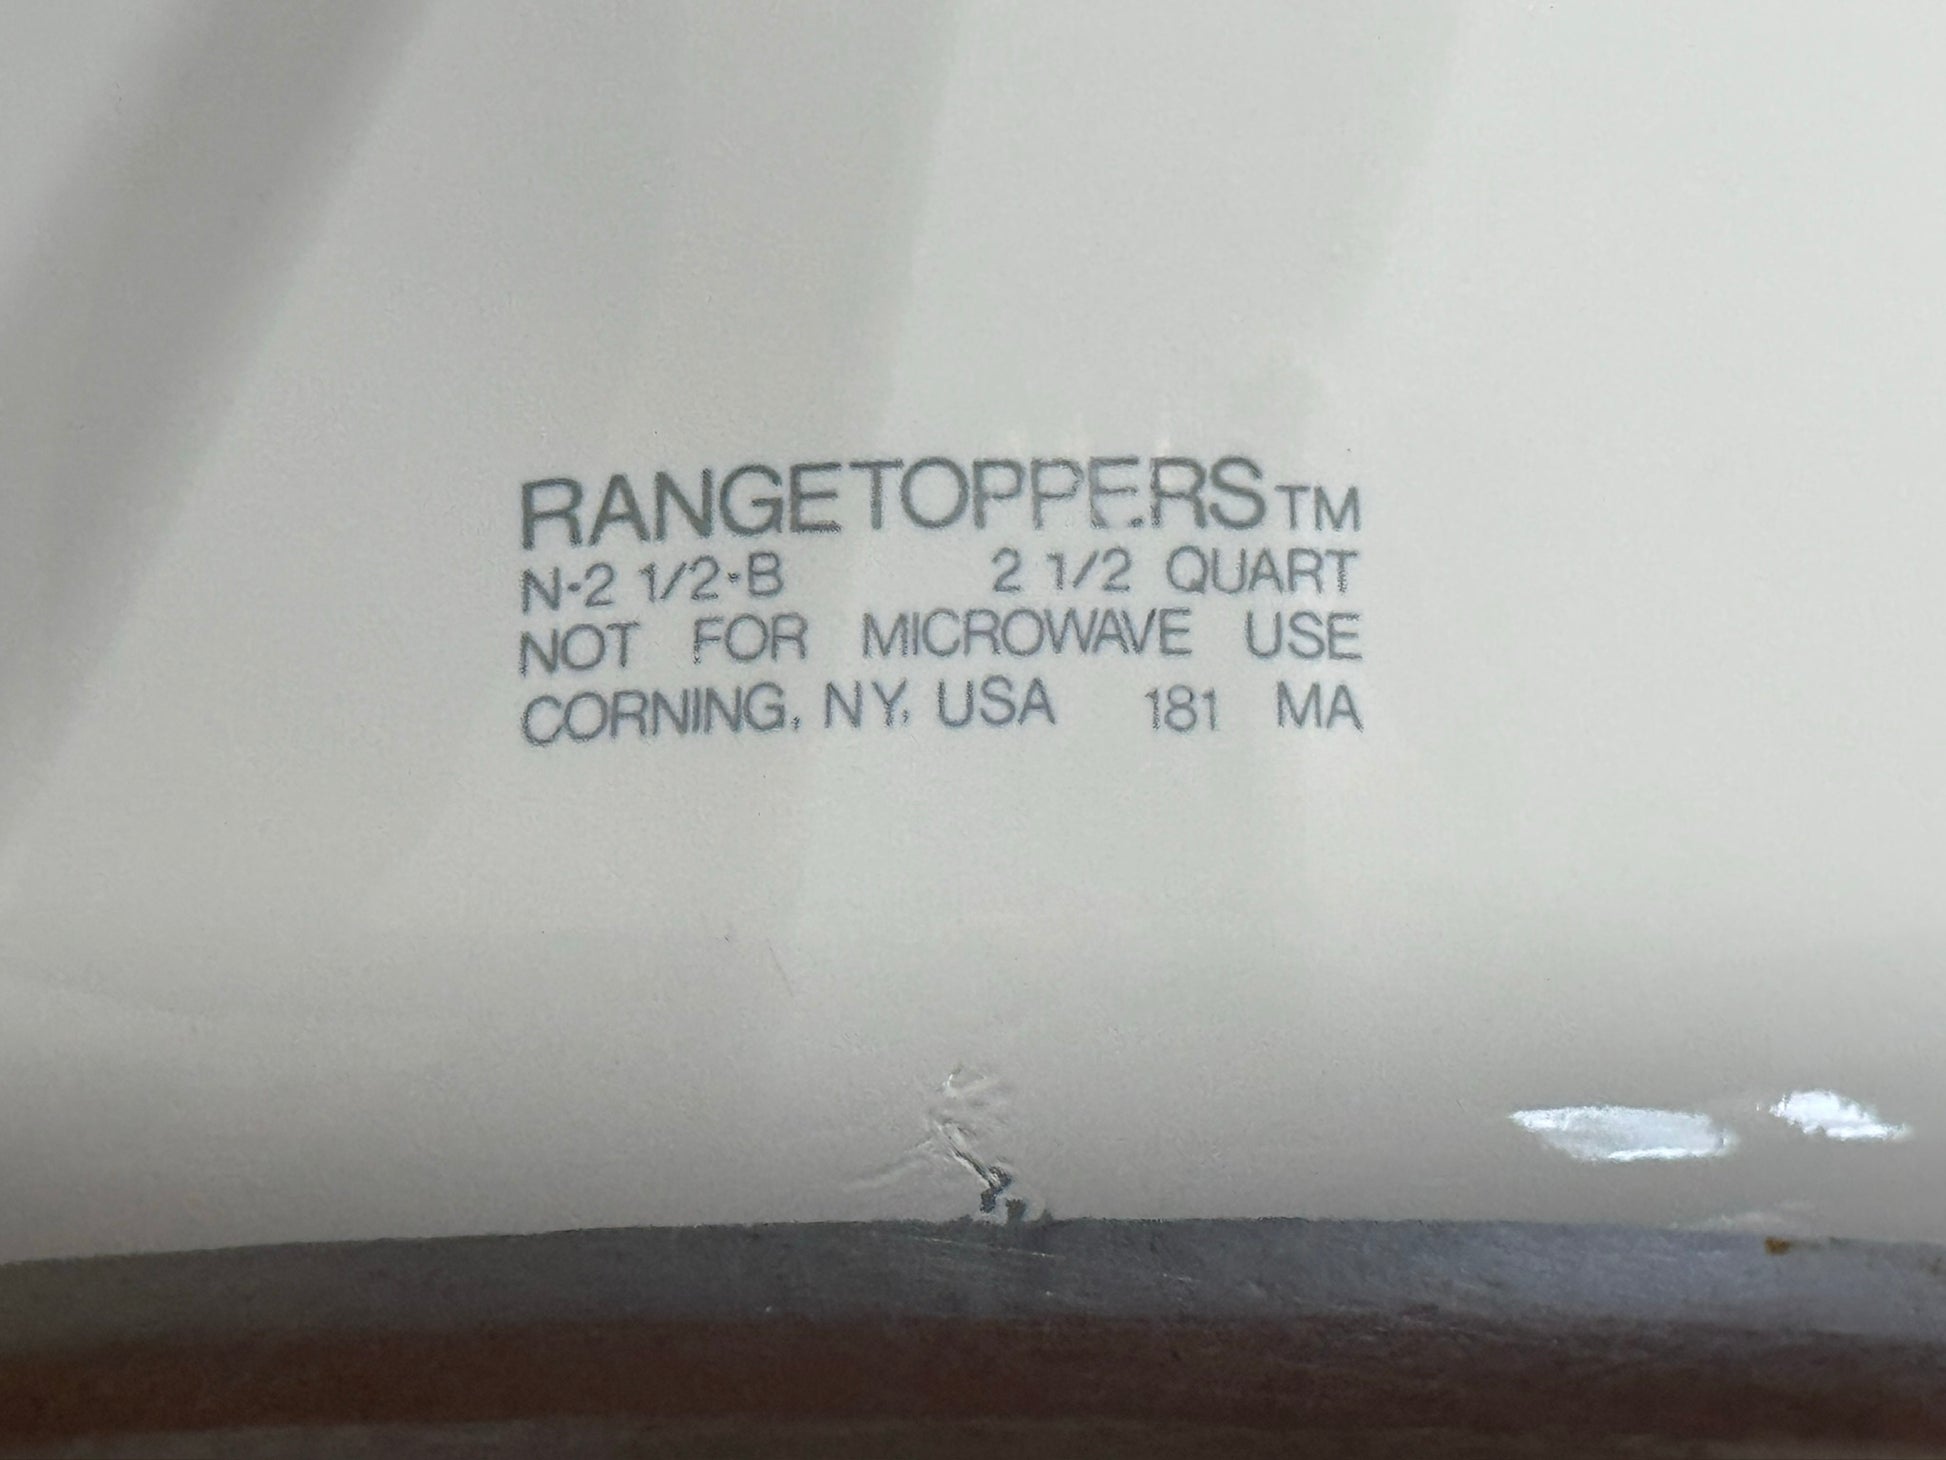 RANGETOPPERS TM
N-2 1/2-B 2 1/2 QUART
NOT FOR MICROWAVE USE
CORNING, NY, USA 181 MA